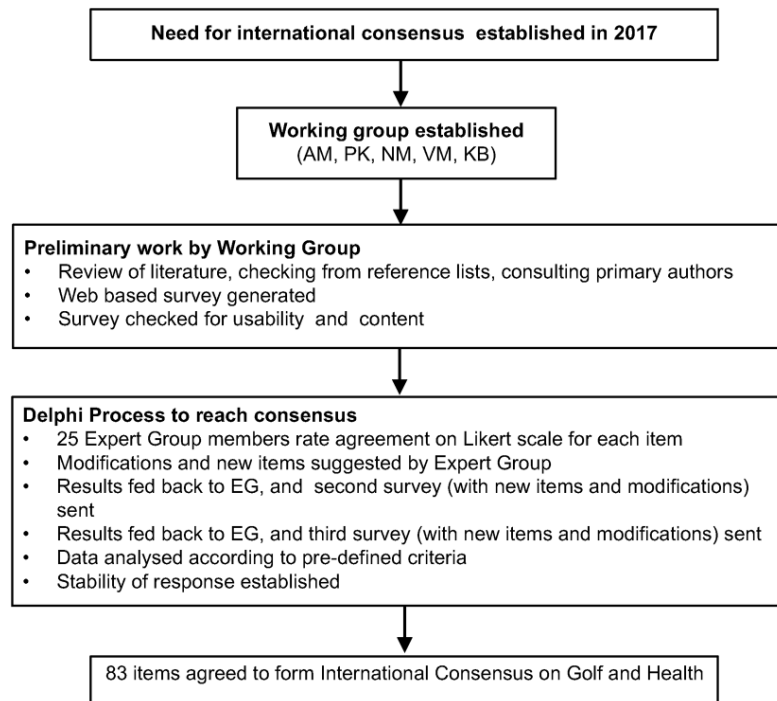 Need for international consensus established in 2017
Working group established
(AM, PK, NM, VM, KB)
Preliminary work by Working Group
• Review of literature, checking from reference lists, consulting primary authors
• Web based survey generated
• Survey checked for usability and content
Delphi Process to reach consensus
• 25 Expert Group members rate agreement on Likert scale for each item
• Modifications and new items suggested by Expert Group
• Results fed back to EG, and second survey (with new items and modifications)
sent
• Results fed back to EG, and third survey (with new items and modifications) sent
• Data analysed according to pre-defined criteria
• Stability of response established
83 items agreed to form International Consensus on Golf and Health